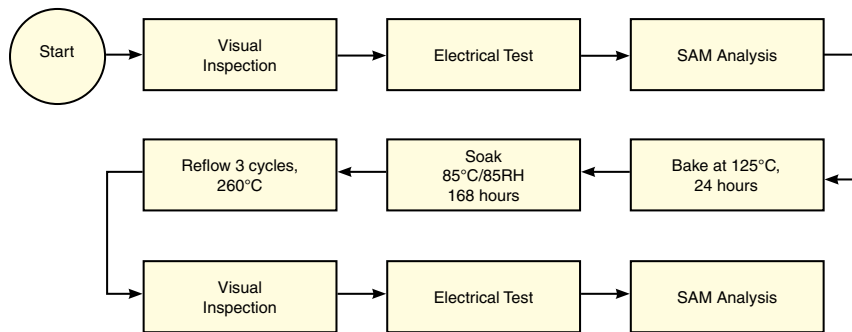 Start
Visual
Inspection
Electrical Test
SAM Analysis
Bake at 125°C,
24 hours
Soak
85°C/85RH
168 hours
Reflow 3 cycles,
260°C
Visual
Inspection
Electrical Test
SAM Analysis